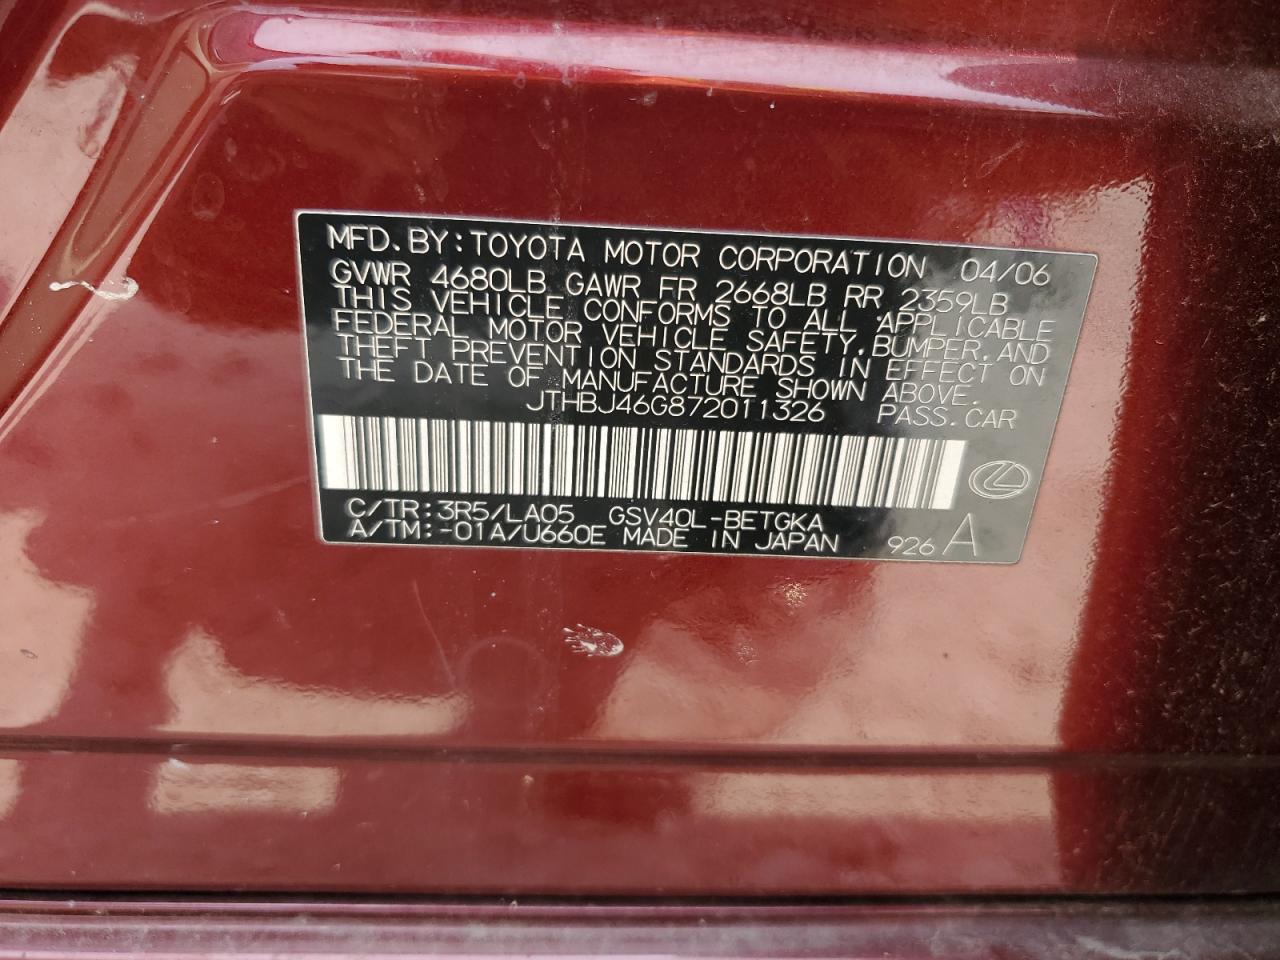 MFD.BY:TOYOTA MOTOR CORPORATION 04/06
GVWR 4680LB GAWR FR 2668LB RR 2359LB
THIS VEHICLE CONFORMS TO ALL APPLICABLE
FEDERAL MOTOR VEHICLE SAFETY,BUMPER,AND
THEFT PREVENTION STANDARDS IN EFFECT ON
THE DATE OF MANUFACTURE SHOWN ABOVE.
JTHBJ46G872011326 PASS.CAR
C/TR:3R5/LA05 GSV40L-BETGKA
A/TM:-01A/U660E MADE IN JAPAN 926 A